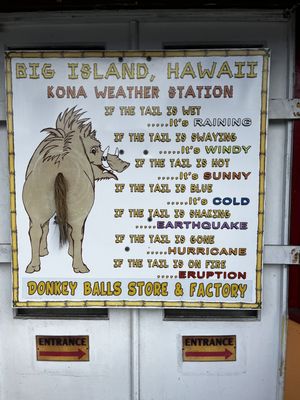 BIG ISLAND, HAWAII
KONA WEATHER STATION
IF THE TAIL IS WET
.....It's RAINING
IF THE TAIL IS SWAYING
.....It's WINDY
IF THE TAIL IS HOT
.....It's SUNNY
IF THE TAIL IS BLUE
.....It's COLD
IF THE TAIL IS SHAKING
.....EARTHQUAKE
IF THE TAIL IS GONE
.....HURRICANE
IF THE TAIL IS ON FIRE
.....ERUPTION
DONKEY BALLS STORE & FACTORY
ENTRANCE
ENTRANCE